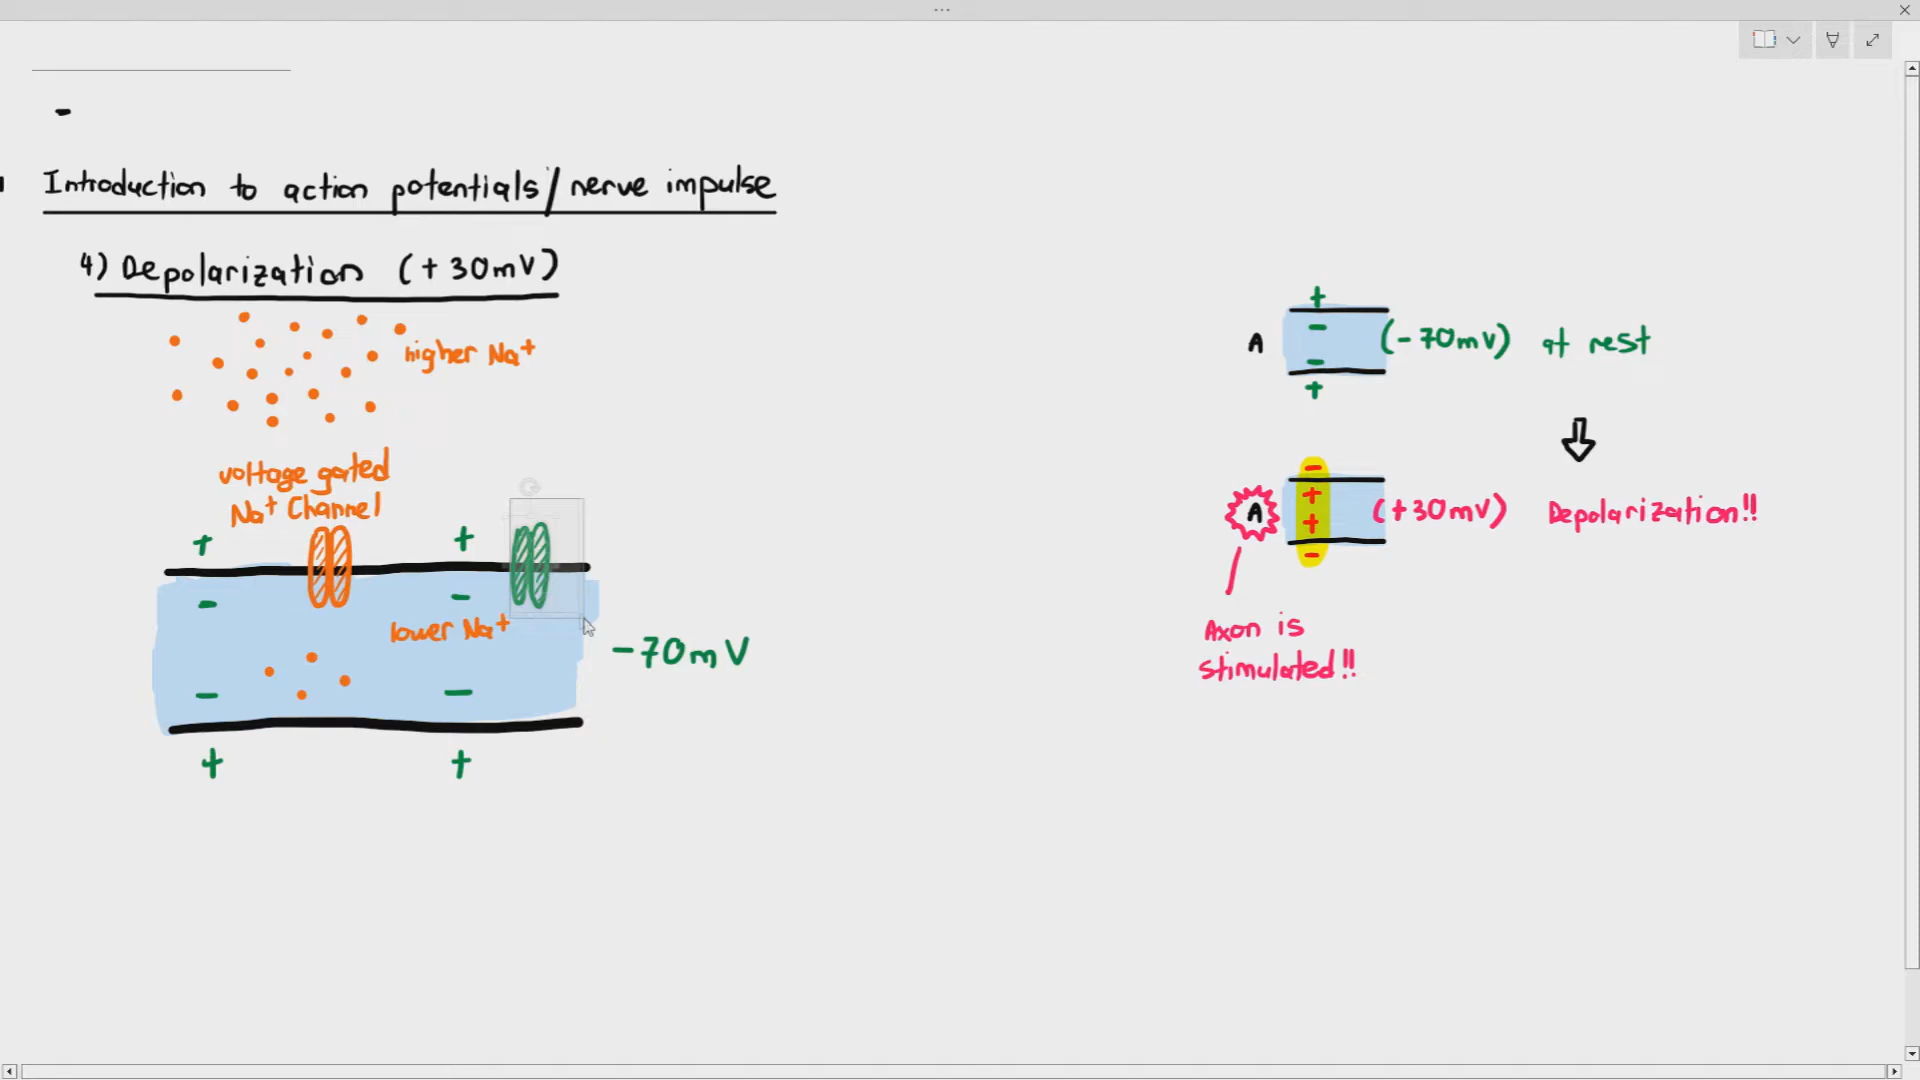 Introduction to action potentials/nerve impulse
4) Depolarization (+30mV)
higher Na⁺
voltage gated
Na⁺ Channel
+ +
- -
lower Na⁺
-70mV
- -
+ +
+
-
A (-70mV) at rest
-
+
-
+
A (+30mV) Depolarization!!
+
-
Axon is
stimulated!!